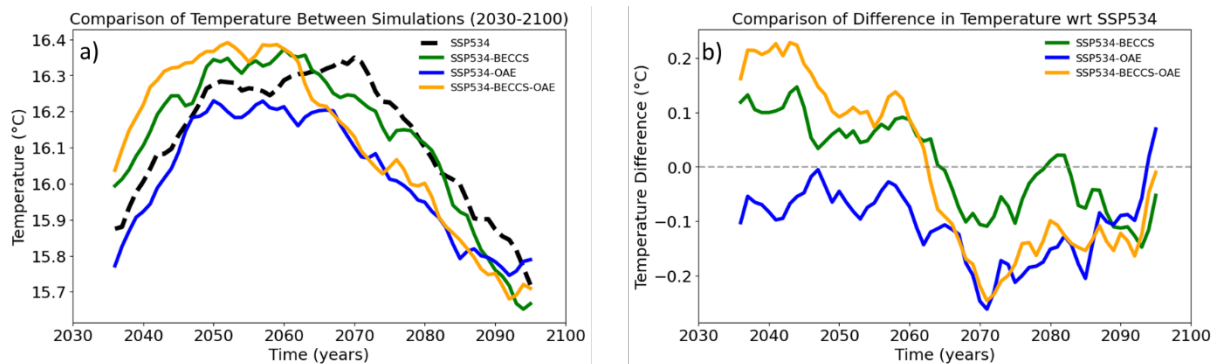 Comparison of Temperature Between Simulations (2030-2100)
a)
SSP534
SSP534-BECCS
SSP534-OAE
SSP534-BECCS-OAE
Temperature (°C)
16.4
16.3
16.2
16.1
16.0
15.9
15.8
15.7
2030 2040 2050 2060 2070 2080 2090 2100
Time (years)
Comparison of Difference in Temperature wrt SSP534
b)
SSP534-BECCS
SSP534-OAE
SSP534-BECCS-OAE
Temperature Difference (°C)
0.2
0.1
0.0
−0.1
−0.2
2030 2040 2050 2060 2070 2080 2090 2100
Time (years)